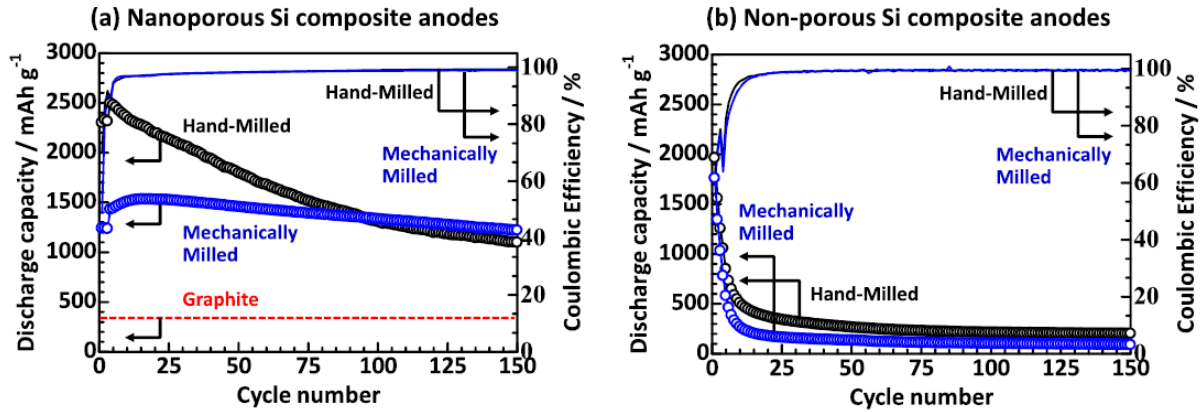 (a) Nanoporous Si composite anodes
Discharge capacity / mAh g-1
3000
2500
2000
1500
1000
500
0
Hand-Milled
Hand-Milled
Mechanically
Milled
Mechanically
Milled
Graphite
100
80
60
40
20
0
Coulombic Efficiency / %
0
25
50
75
100
125
150
Cycle number
(b) Non-porous Si composite anodes
Discharge capacity / mAh g-1
3000
2500
2000
1500
1000
500
0
Hand-Milled
Mechanically
Milled
Mechanically
Milled
Hand-Milled
100
80
60
40
20
0
Coulombic Efficiency / %
0
25
50
75
100
125
150
Cycle number